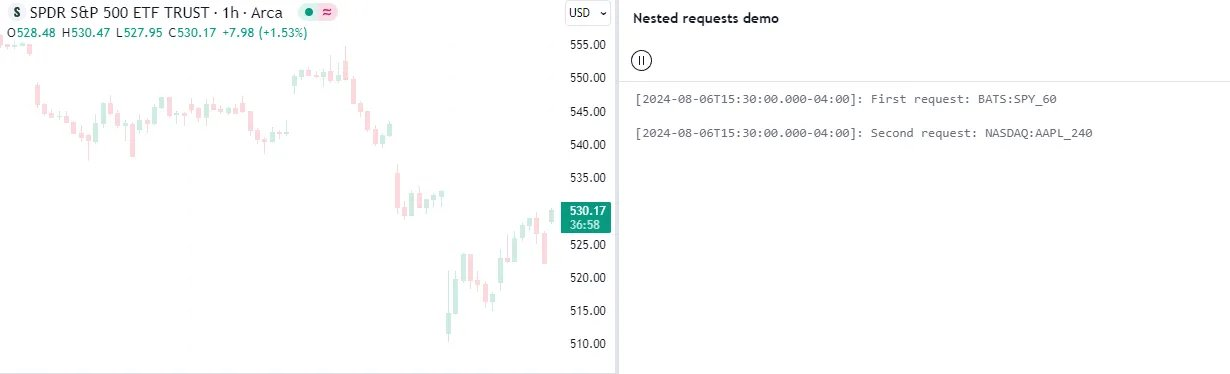 S SPDR S&P 500 ETF TRUST · 1h · Arca
O528.48 H530.47 L527.95 C530.17 +7.98 (+1.53%)
USD
555.00
550.00
545.00
540.00
535.00
530.17
36:58
525.00
520.00
515.00
510.00
Nested requests demo
[2024-08-06T15:30:00.000-04:00]: First request: BATS:SPY_60
[2024-08-06T15:30:00.000-04:00]: Second request: NASDAQ:AAPL_240